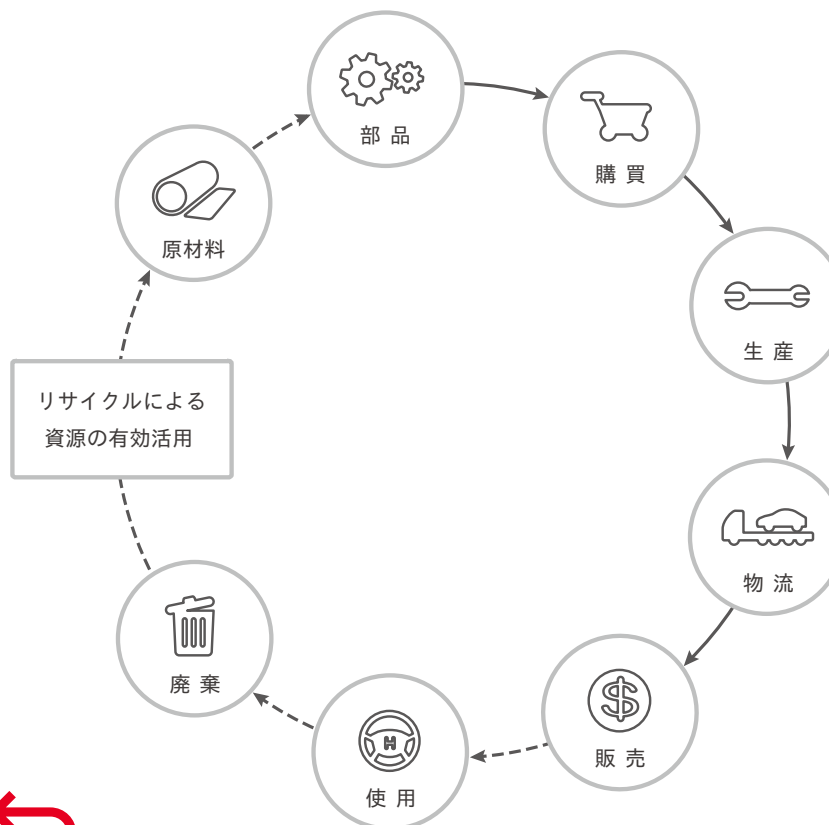 部品
購買
原材料
生産
リサイクルによる
資源の有効活用
物流
廃棄
販売
使用
H